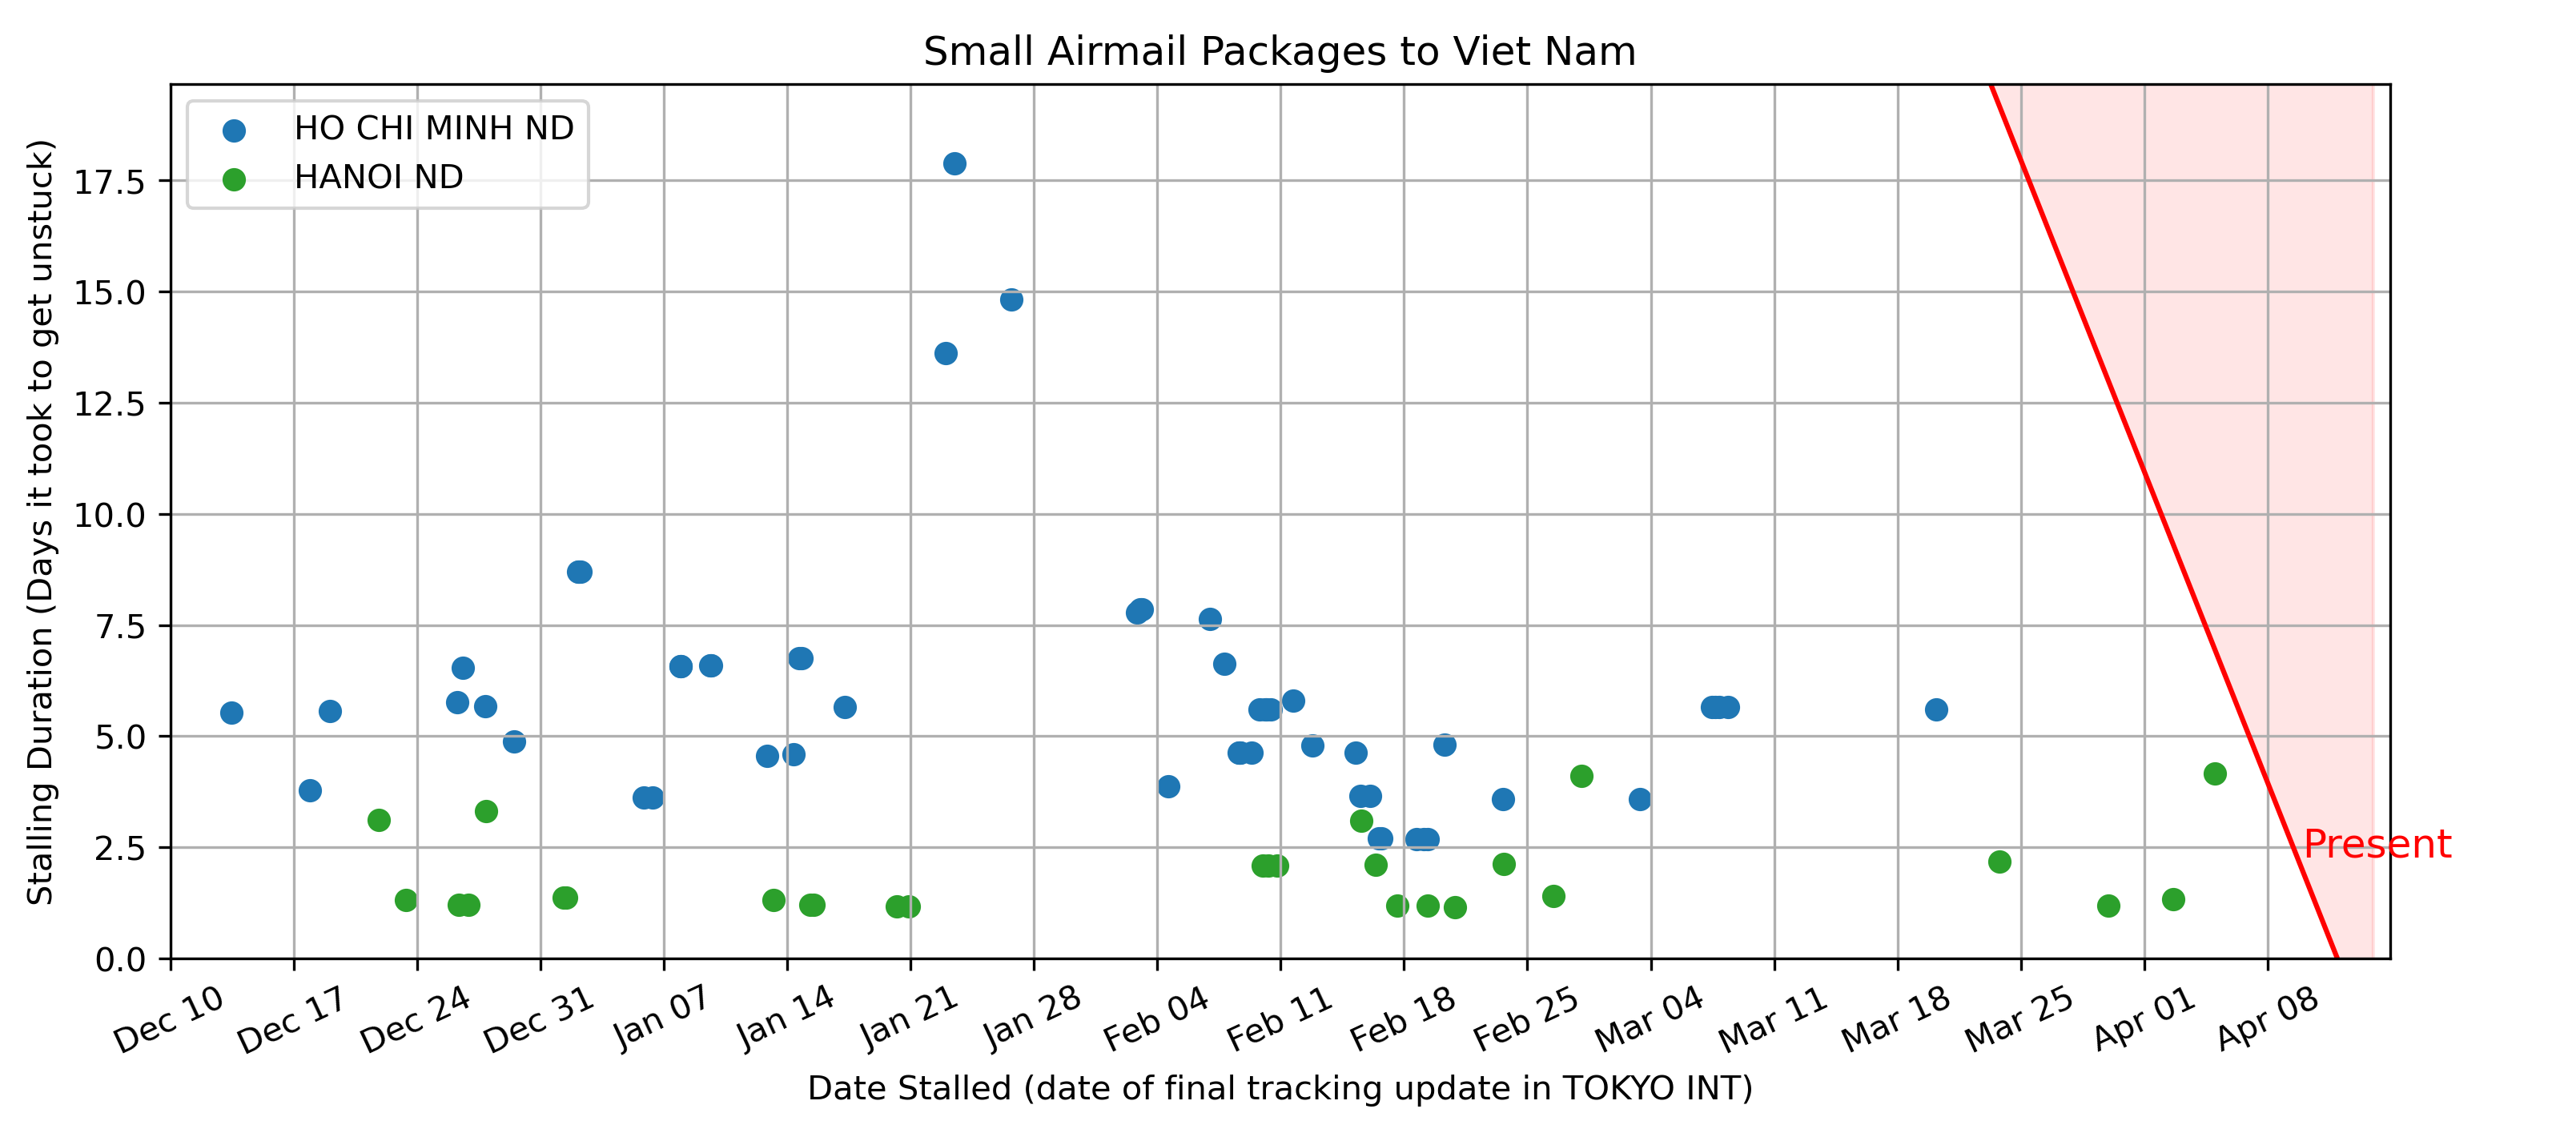 Small Airmail Packages to Viet Nam
HO CHI MINH ND
HANOI ND
Stalling Duration (Days it took to get unstuck)
17.5
15.0
12.5
10.0
7.5
5.0
2.5
0.0
Present
Dec 10
Dec 17
Dec 24
Dec 31
Jan 07
Jan 14
Jan 21
Jan 28
Feb 04
Feb 11
Feb 18
Feb 25
Mar 04
Mar 11
Mar 18
Mar 25
Apr 01
Apr 08
Date Stalled (date of final tracking update in TOKYO INT)